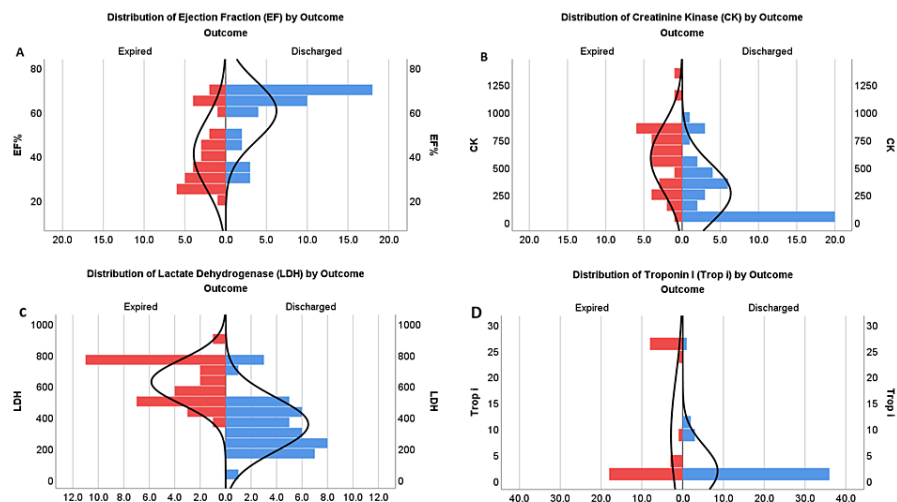 Distribution of Ejection Fraction (EF) by Outcome
Outcome
A
Expired
Discharged
80
60
40
20
EF%
80
60
40
20
EF%
20.0 15.0 10.0 5.0 0.0 5.0 10.0 15.0 20.0
Distribution of Creatinine Kinase (CK) by Outcome
Outcome
B
Expired
Discharged
1250
1000
750
500
250
0
CK
1250
1000
750
500
250
0
CK
20.0 15.0 10.0 5.0 0.0 5.0 10.0 15.0 20.0
Distribution of Lactate Dehydrogenase (LDH) by Outcome
Outcome
C
Expired
Discharged
1000
800
600
400
200
0
LDH
1000
800
600
400
200
0
LDH
12.0 10.0 8.0 6.0 4.0 2.0 0.0 2.0 4.0 6.0 8.0 10.0 12.0
Distribution of Troponin I (Trop i) by Outcome
Outcome
D
Expired
Discharged
30
25
20
15
10
5
0
Trop i
30
25
20
15
10
5
0
Trop i
40.0 30.0 20.0 10.0 0.0 10.0 20.0 30.0 40.0